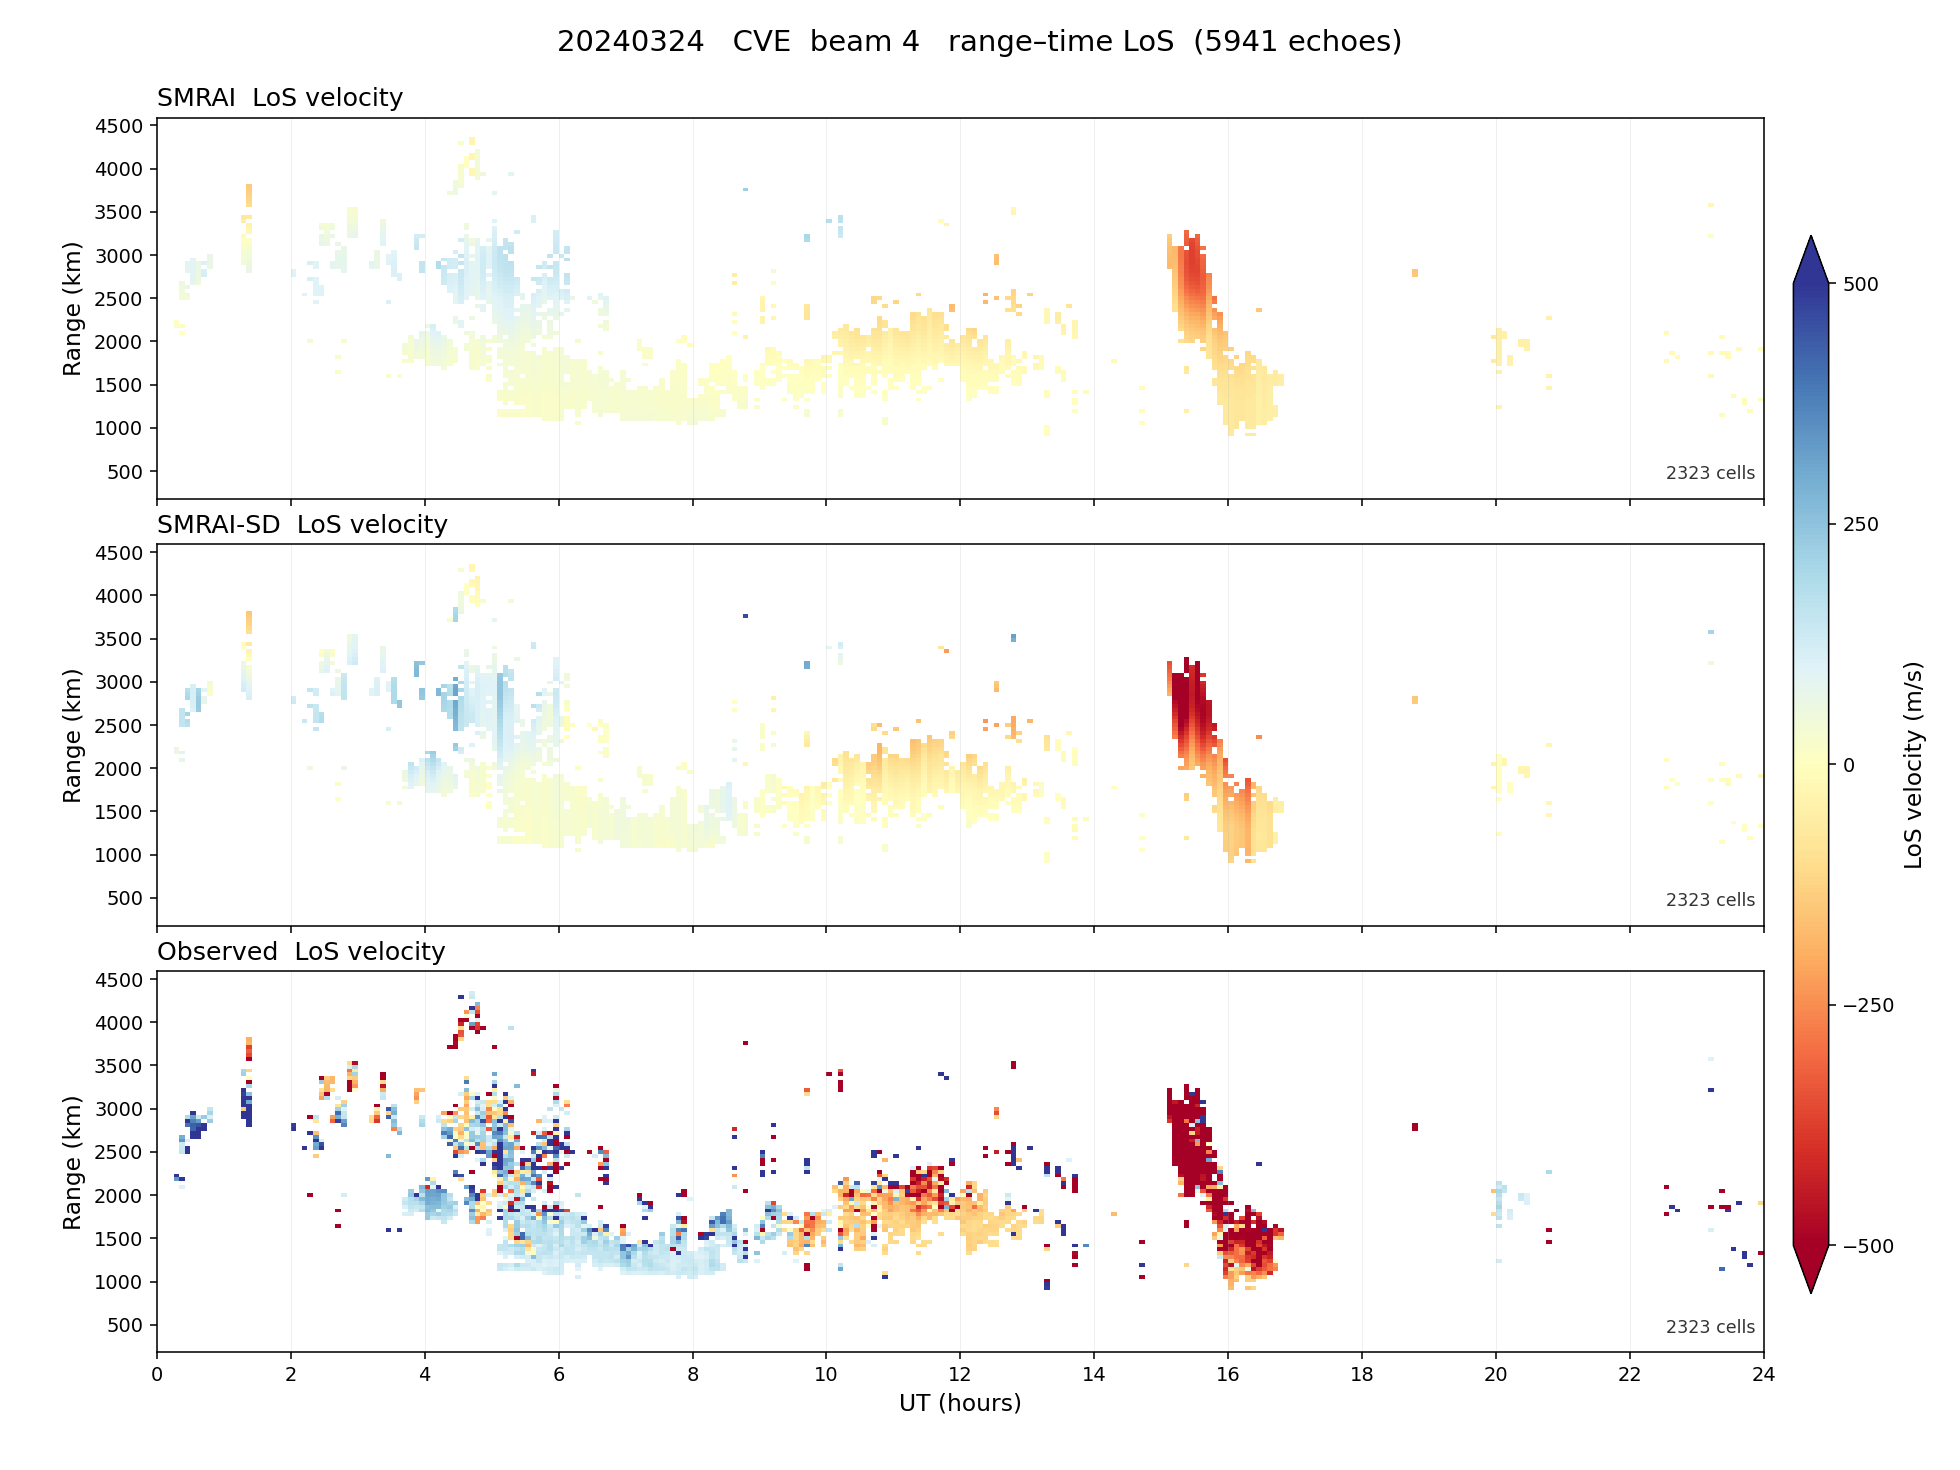 20240324   CVE  beam 4   range–time LoS  (5941 echoes)
SMRAI  LoS velocity
4500
4000
3500
3000
2500
2000
1500
1000
500
Range (km)
2323 cells
SMRAI-SD  LoS velocity
4500
4000
3500
3000
2500
2000
1500
1000
500
Range (km)
2323 cells
Observed  LoS velocity
4500
4000
3500
3000
2500
2000
1500
1000
500
Range (km)
2323 cells
0 2 4 6 8 10 12 14 16 18 20 22 24
UT (hours)
500
250
0
−250
−500
LoS velocity (m/s)